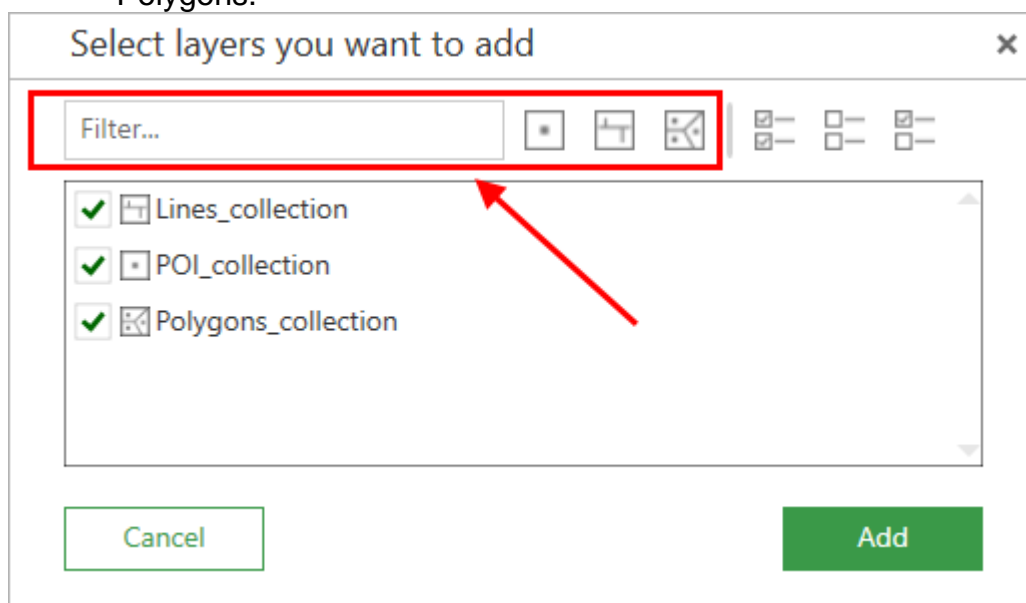 Polygons.
Select layers you want to add
Filter...
Lines_collection
POI_collection
Polygons_collection
Cancel
Add